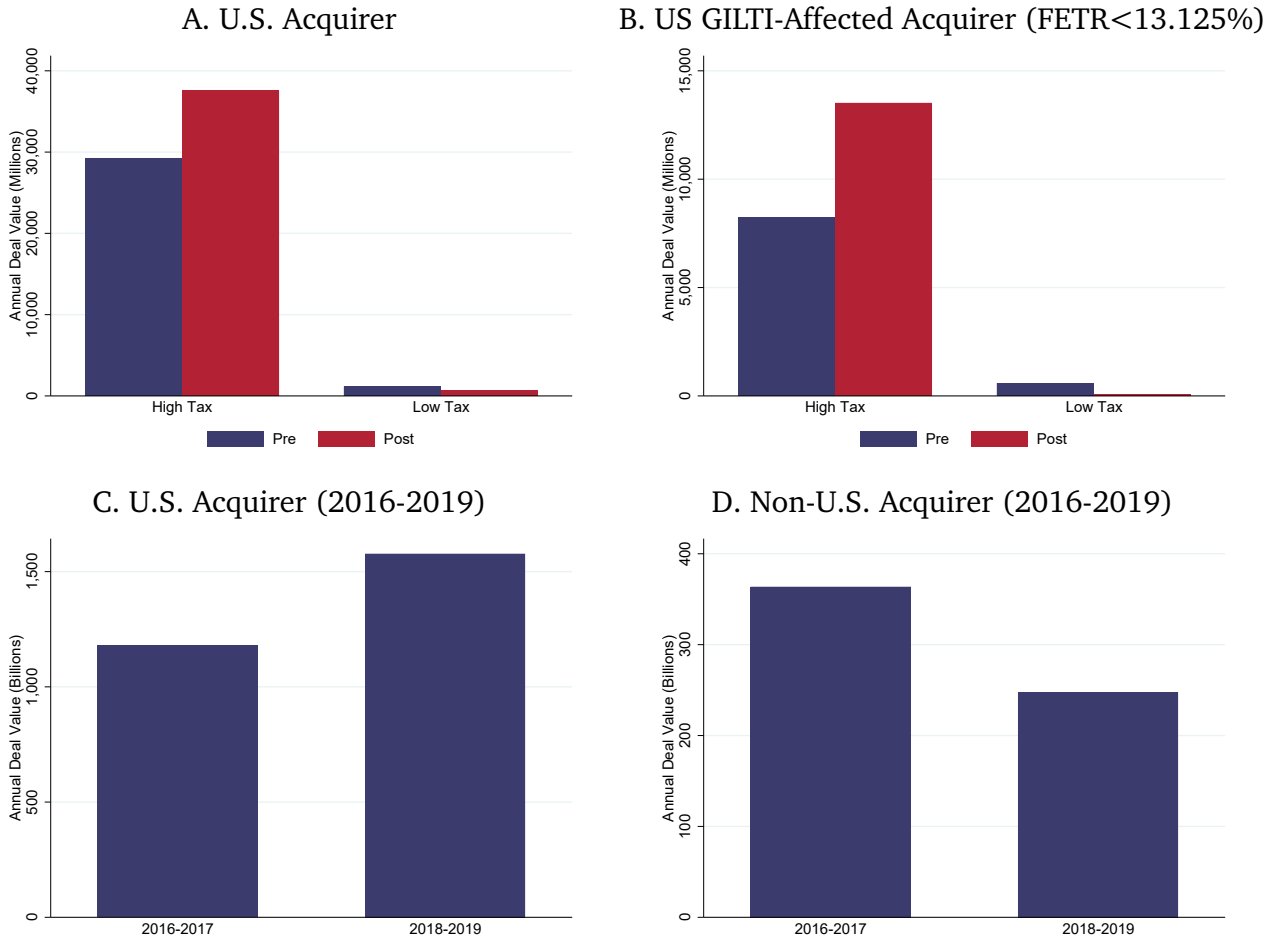 A. U.S. Acquirer
Annual Deal Value (Millions)
40,000
30,000
20,000
10,000
0
High Tax Low Tax
Pre Post
B. US GILTI-Affected Acquirer (FETR<13.125%)
Annual Deal Value (Millions)
15,000
10,000
5,000
0
High Tax Low Tax
Pre Post
C. U.S. Acquirer (2016-2019)
Annual Deal Value (Billions)
1,500
1,000
500
0
2016-2017 2018-2019
D. Non-U.S. Acquirer (2016-2019)
Annual Deal Value (Billions)
400
300
200
100
0
2016-2017 2018-2019